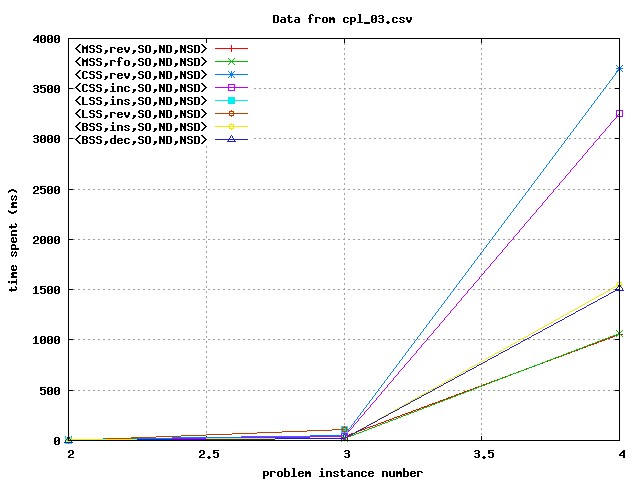 Data from cpl_03.csv
4000
3500
3000
2500
2000
1500
1000
500
0
time spent (ms)
<MSS,rev,SO,ND,NSD>
<MSS,rfo,SO,ND,NSD>
<CSS,rev,SO,ND,NSD>
<CSS,inc,SO,ND,NSD>
<LSS,ins,SO,ND,NSD>
<LSS,rev,SO,ND,NSD>
<BSS,ins,SO,ND,NSD>
<BSS,dec,SO,ND,NSD>
2 2.5 3 3.5 4
problem instance number